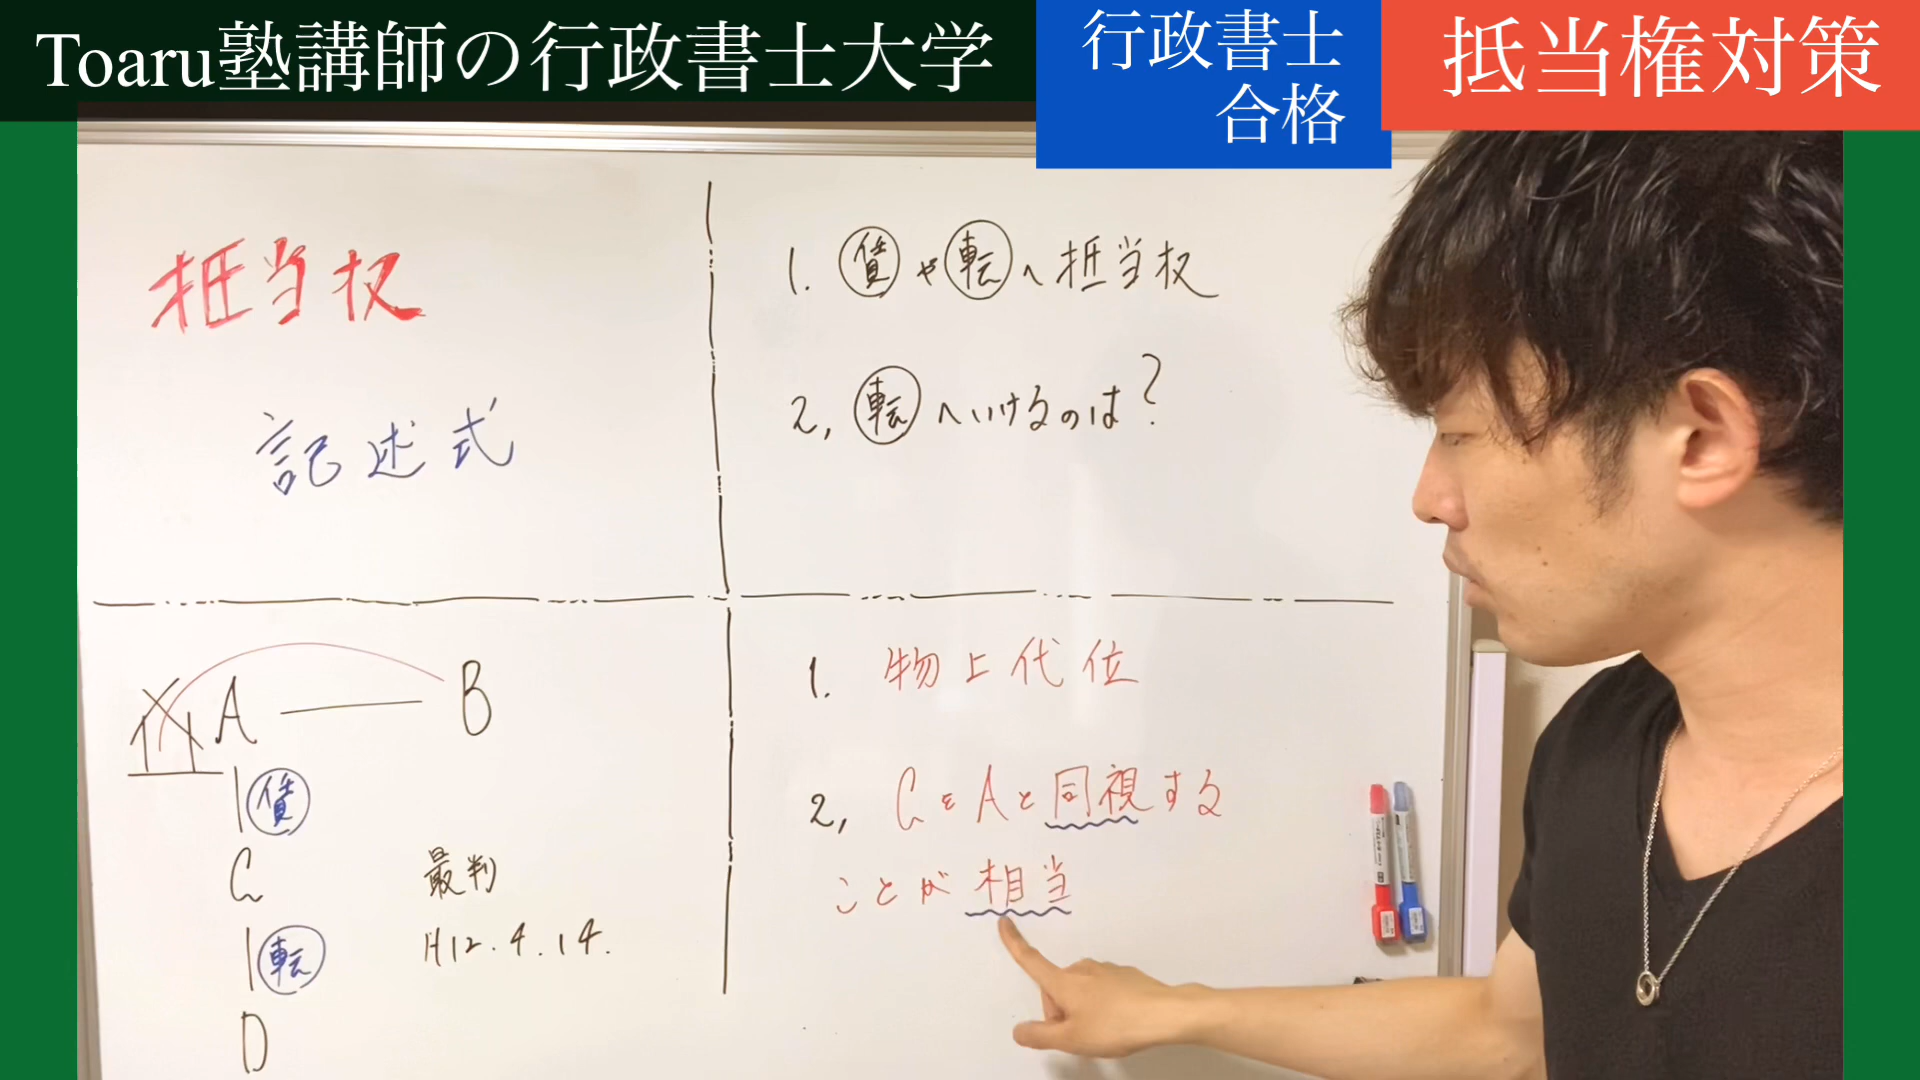 Toaru塾講師の行政書士大学
行政書士
合格
抵当権対策
抵当权
記述式
1. 賃や転へ抵当权
2, 転へいけるのは?
A B
賃
C
転
D
最判
H12.4.14.
1. 物上代位
2, CをAと同視する
ことが相当